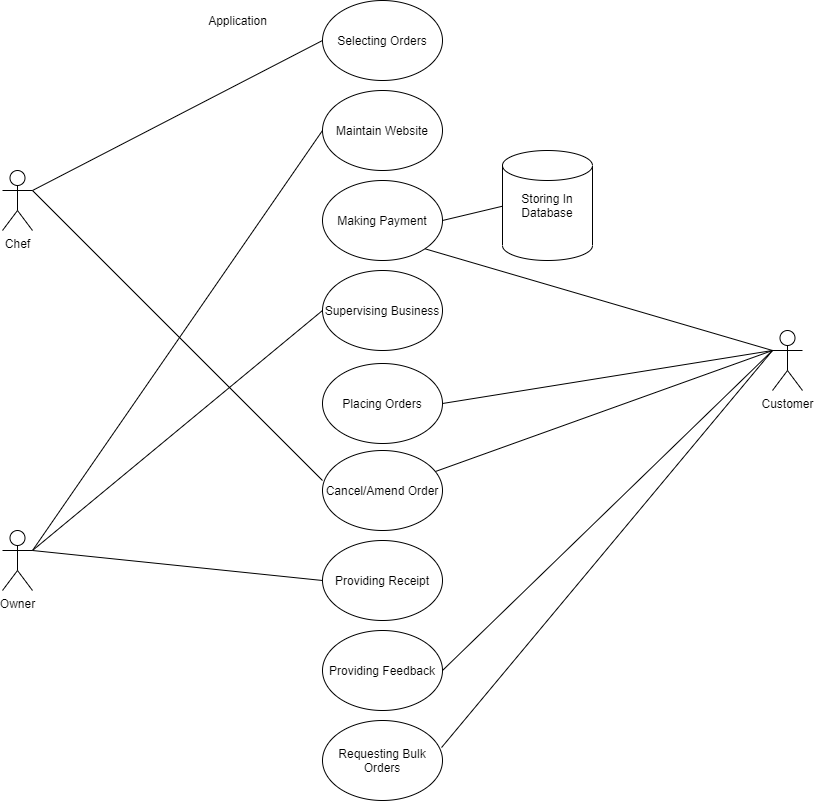 Application
Selecting Orders
Maintain Website
Making Payment
Storing In
Database
Chef
Supervising Business
Placing Orders
Customer
Cancel/Amend Order
Owner
Providing Receipt
Providing Feedback
Requesting Bulk
Orders